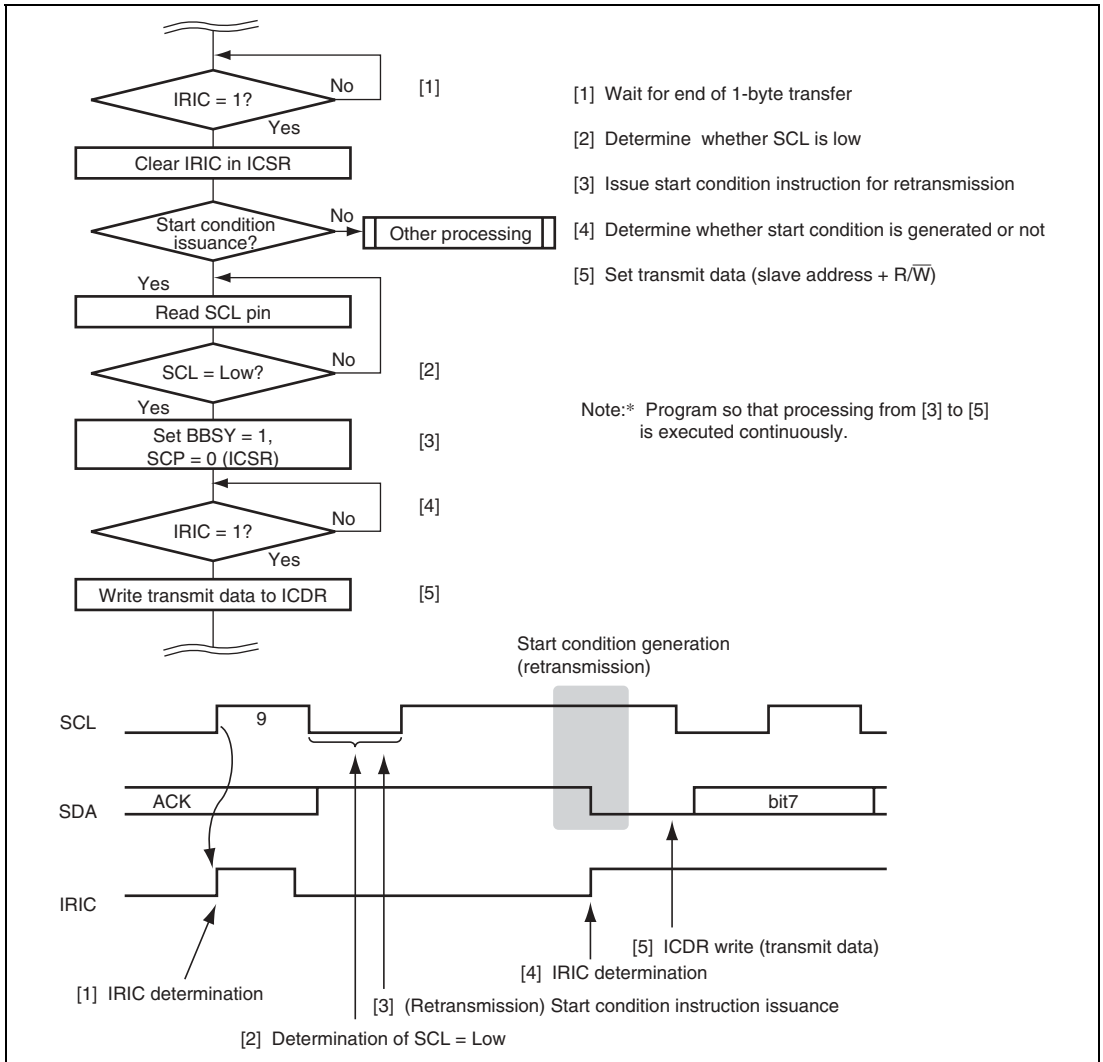 IRIC = 1?
No
Yes
[1]
Clear IRIC in ICSR
Start condition
issuance?
No
Other processing
Yes
Read SCL pin
SCL = Low?
No
[2]
Yes
Set BBSY = 1,
SCP = 0 (ICSR)
[3]
IRIC = 1?
No
[4]
Yes
Write transmit data to ICDR
[5]
[1] Wait for end of 1-byte transfer
[2] Determine whether SCL is low
[3] Issue start condition instruction for retransmission
[4] Determine whether start condition is generated or not
[5] Set transmit data (slave address + R/W̅)
Note:* Program so that processing from [3] to [5]
is executed continuously.
Start condition generation
(retransmission)
SCL
9
SDA
ACK
bit7
IRIC
[5] ICDR write (transmit data)
[4] IRIC determination
[1] IRIC determination
[3] (Retransmission) Start condition instruction issuance
[2] Determination of SCL = Low